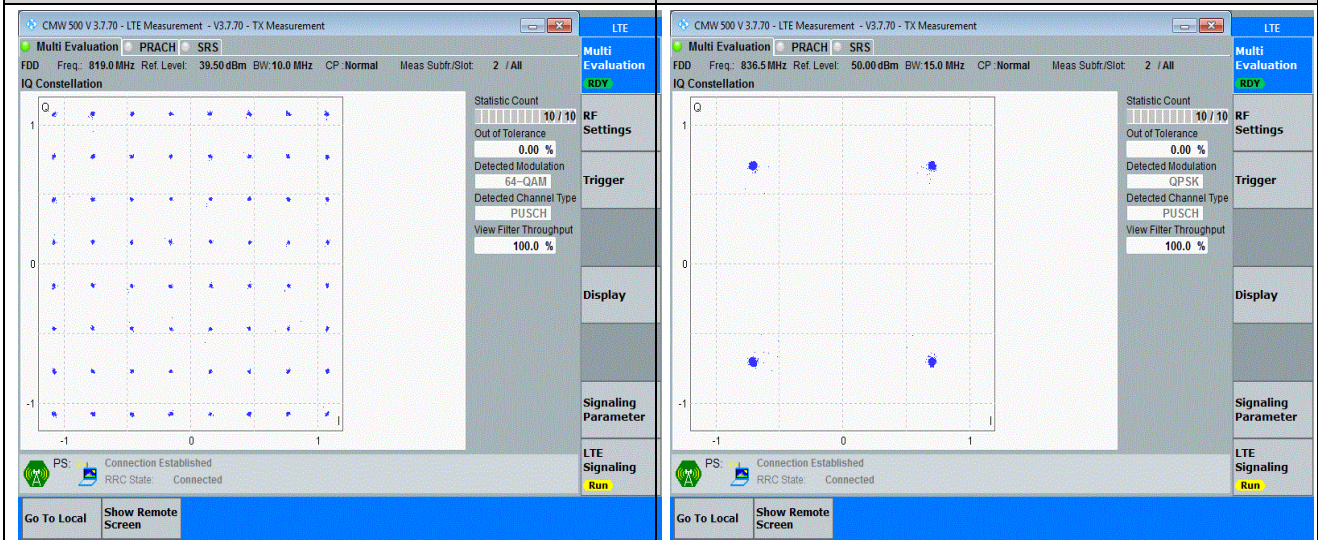 CMW 500 V 3.7.70 - LTE Measurement - V3.7.70 - TX Measurement
LTE
Multi Evaluation PRACH SRS
Multi
Evaluation
RDY
FDD Freq.: 819.0 MHz Ref. Level: 39.50 dBm BW: 10.0 MHz CP :Normal Meas Subfr./Slot: 2 / All
IQ Constellation
Q
1
0
-1
-1 0 1
I
Statistic Count
10 / 10
Out of Tolerance
0.00 %
Detected Modulation
64-QAM
Detected Channel Type
PUSCH
View Filter Throughput
100.0 %
RF
Settings
Trigger
Display
Signaling
Parameter
LTE
Signaling
Run
PS: Connection Established
RRC State: Connected
Go To Local
Show Remote
Screen
CMW 500 V 3.7.70 - LTE Measurement - V3.7.70 - TX Measurement
LTE
Multi Evaluation PRACH SRS
Multi
Evaluation
RDY
FDD Freq.: 836.5 MHz Ref. Level: 50.00 dBm BW: 15.0 MHz CP :Normal Meas Subfr./Slot: 2 / All
IQ Constellation
Q
1
0
-1
-1 0 1
I
Statistic Count
10 / 10
Out of Tolerance
0.00 %
Detected Modulation
QPSK
Detected Channel Type
PUSCH
View Filter Throughput
100.0 %
RF
Settings
Trigger
Display
Signaling
Parameter
LTE
Signaling
Run
PS: Connection Established
RRC State: Connected
Go To Local
Show Remote
Screen